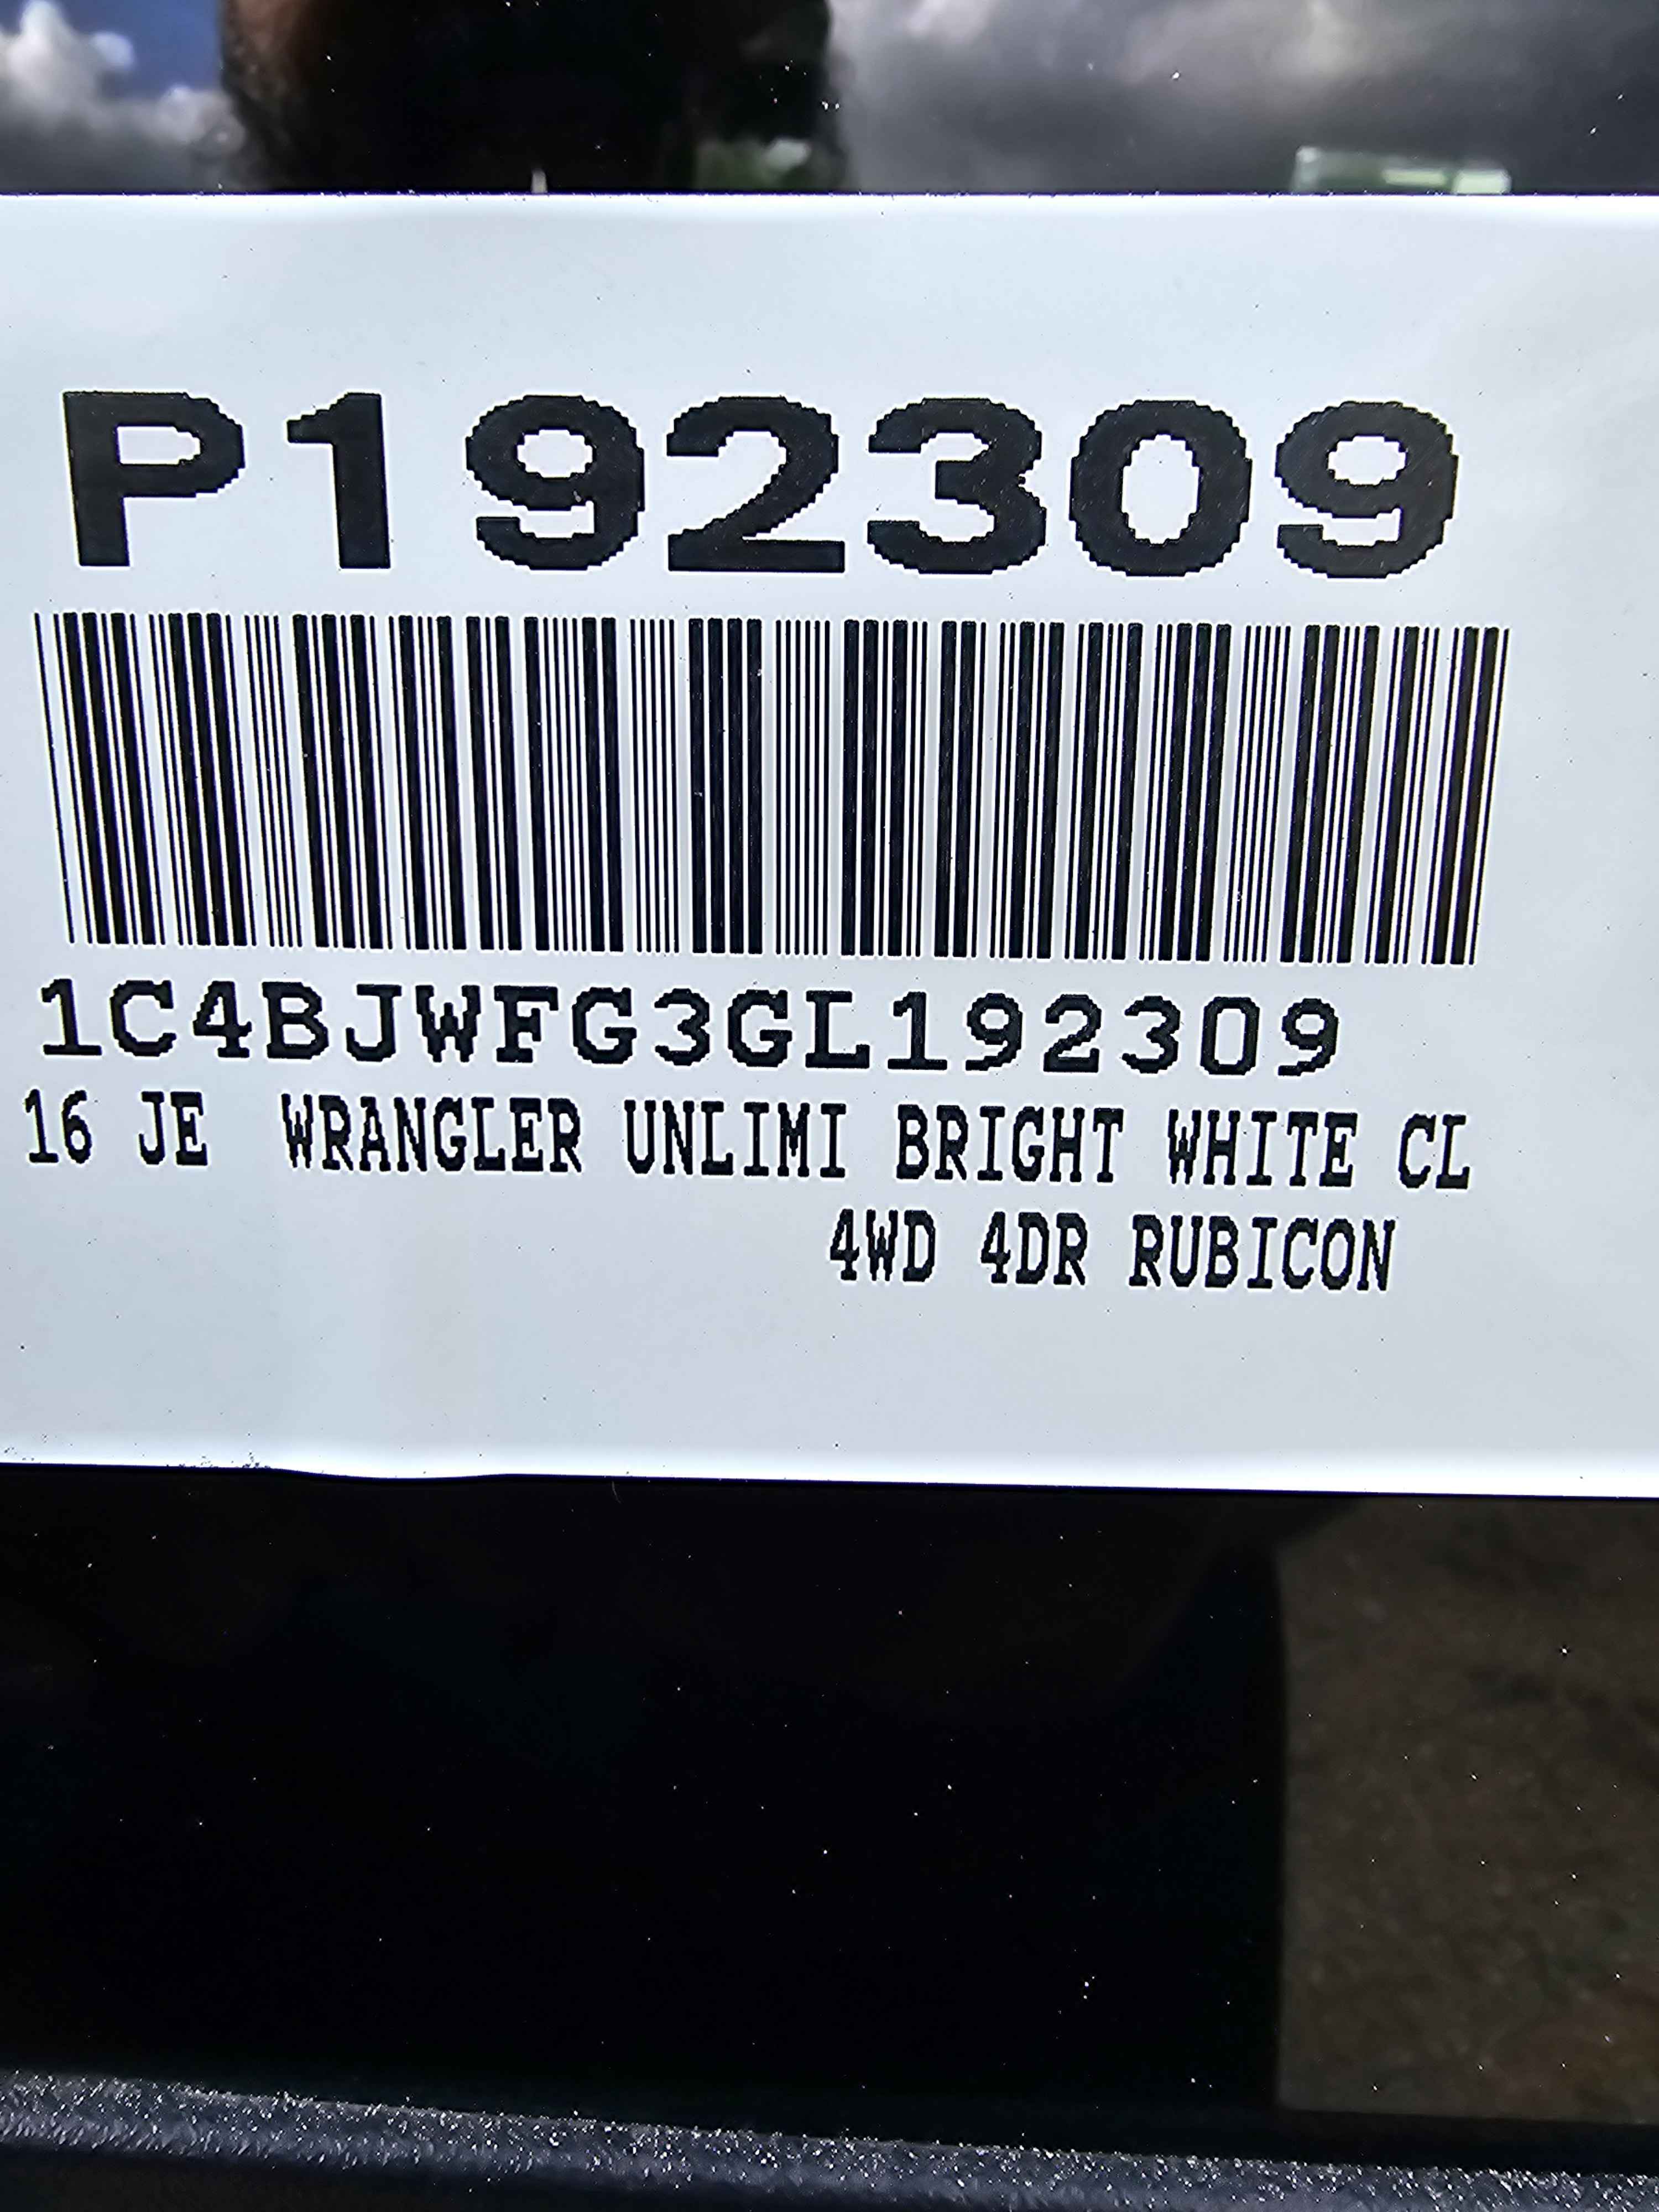 P192309
1C4BJWFG3GL192309
16 JE WRANGLER UNLIMI BRIGHT WHITE CL
4WD 4DR RUBICON